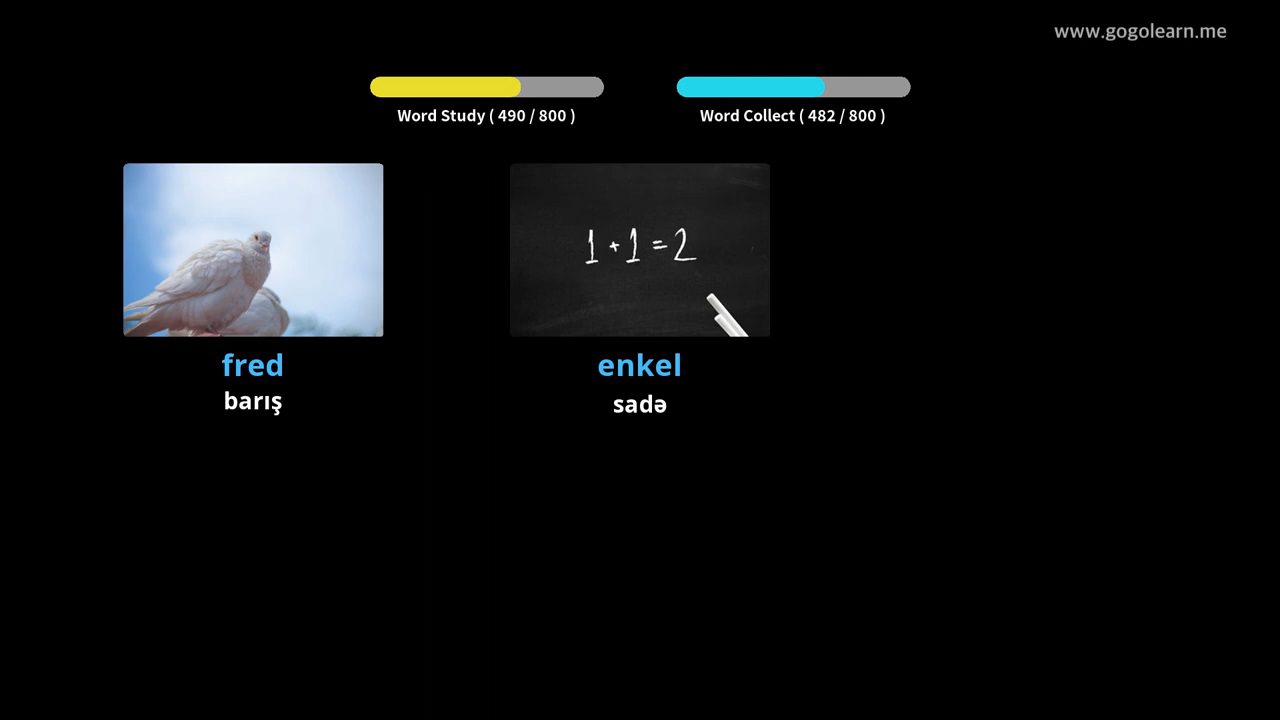 www.gogolearn.me
Word Study ( 490 / 800 )
Word Collect ( 482 / 800 )
1 + 1 = 2
fred
barış
enkel
sadə